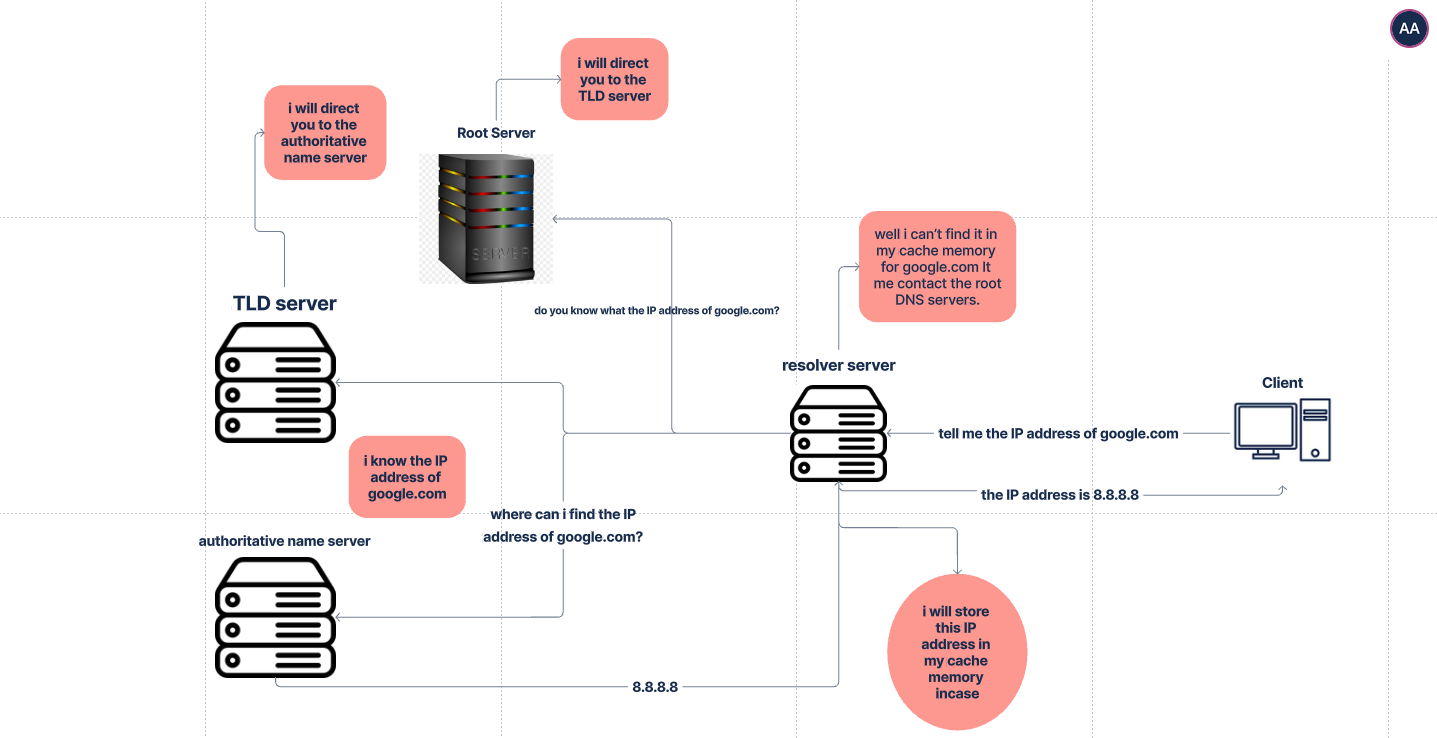 AA
i will direct
you to the
TLD server
i will direct
you to the
authoritative
name server
Root Server
SERVER
well i can't find it in
my cache memory
for google.com lt
me contact the root
DNS servers.
TLD server
do you know what the IP address of google.com?
resolver server
Client
tell me the IP address of google.com
i know the IP
address of
google.com
the IP address is 8.8.8.8
where can i find the IP
address of google.com?
authoritative name server
i will store
this IP
address in
my cache
memory
incase
8.8.8.8